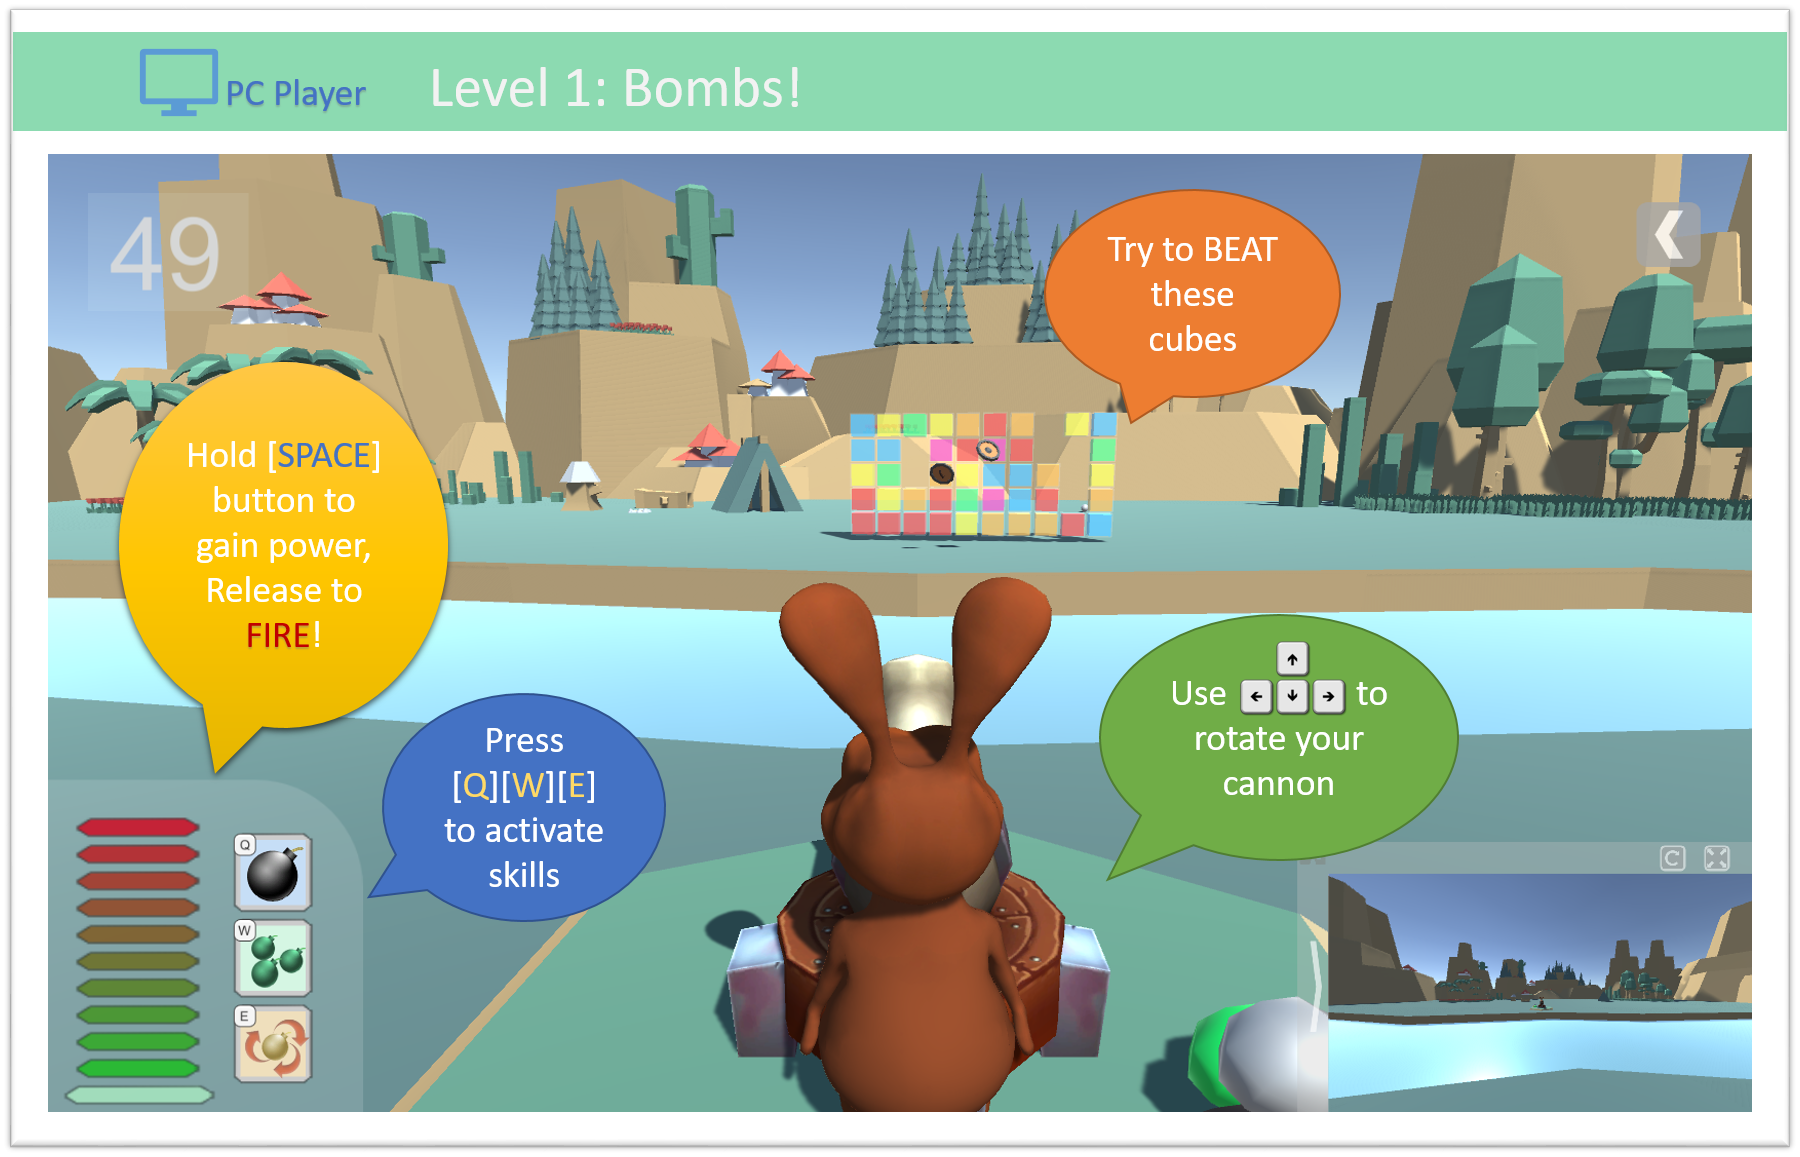 PC Player
Level 1: Bombs!
49
Try to BEAT
these
cubes
Hold [SPACE]
button to
gain power,
Release to
FIRE!
Press
[Q][W][E]
to activate
skills
Use ↑ ← ↓ → to
rotate your
cannon
Q
W
E
C